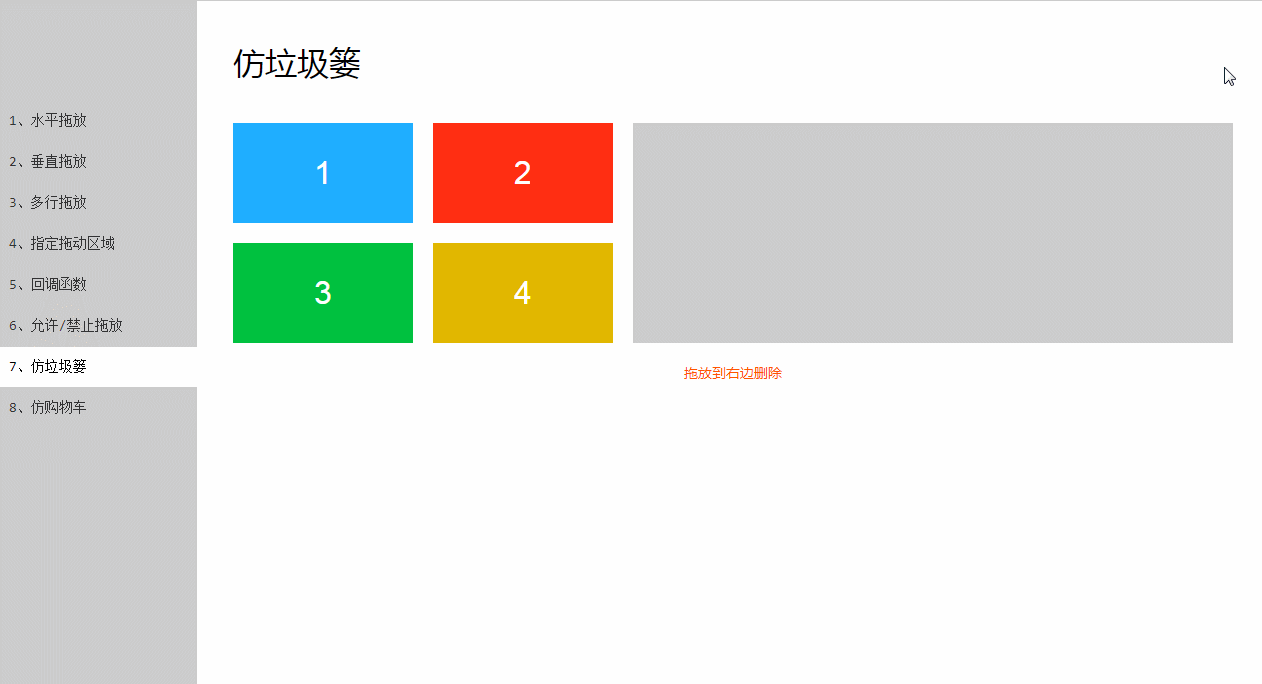 仿垃圾篓
1、水平拖放
2、垂直拖放
3、多行拖放
4、指定拖动区域
5、回调函数
6、允许/禁止拖放
7、仿垃圾篓
8、仿购物车
1
2
3
4
拖放到右边删除